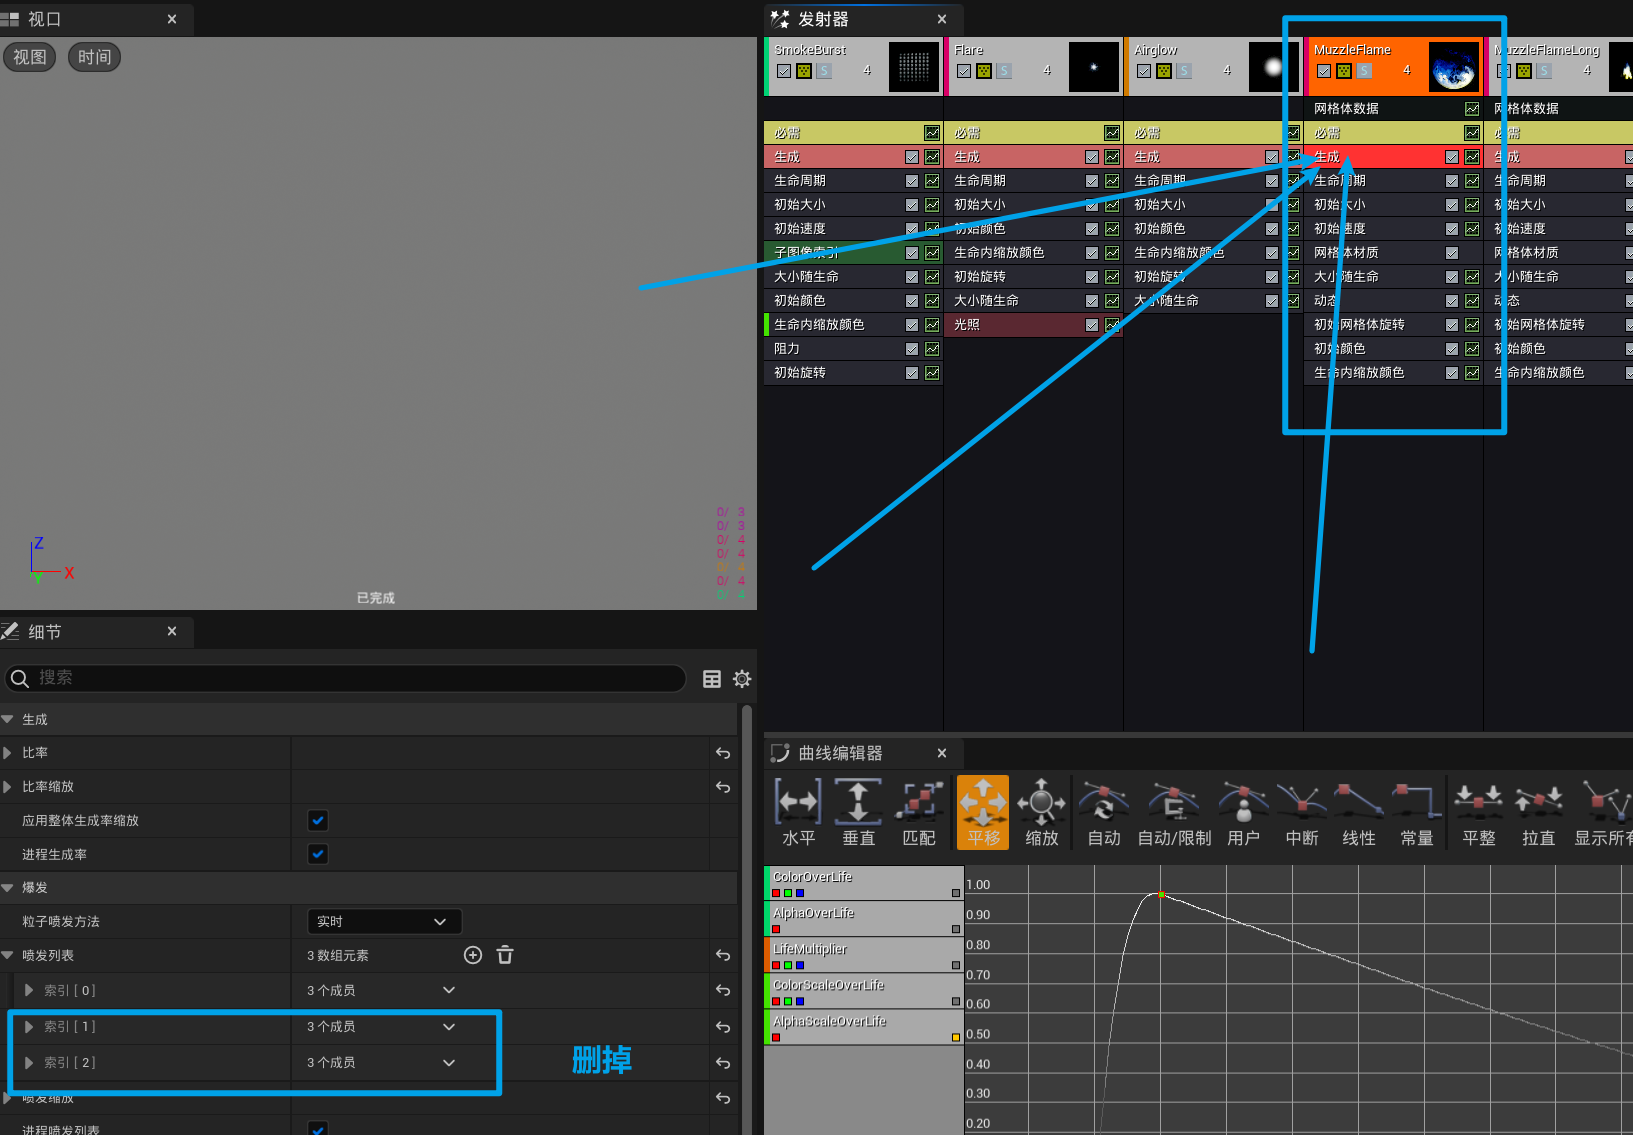 视口
视图
时间
0/ 3
0/ 3
0/ 4
0/ 4
0/ 4
0/ 4
0/ 4
Z
X
Y
已完成
发射器
SmokeBurst
S
4
Flare
S
4
Airglow
S
4
MuzzleFlame
S
4
MuzzleFlameLong
S
4
网格体数据
网格体数据
必需
必需
必需
必需
必需
生成
生成
生成
生成
生成
生命周期
生命周期
生命周期
生命周期
生命周期
初始大小
初始大小
初始大小
初始大小
初始大小
初始速度
初始颜色
初始颜色
初始速度
初始速度
子图像索引
生命内缩放颜色
生命内缩放颜色
网格体材质
网格体材质
大小随生命
初始旋转
初始旋转
大小随生命
大小随生命
初始颜色
大小随生命
大小随生命
动态
动态
生命内缩放颜色
光照
初始网格体旋转
初始网格体旋转
阻力
初始颜色
初始颜色
初始旋转
生命内缩放颜色
生命内缩放颜色
细节
搜索
生成
比率
比率缩放
应用整体生成率缩放
进程生成率
爆发
粒子喷发方法
实时
喷发列表
3 数组元素
索引 [ 0 ]
3 个成员
索引 [ 1 ]
3 个成员
索引 [ 2 ]
3 个成员
删掉
喷发缩放
进程喷发列表
曲线编辑器
水平
垂直
匹配
平移
缩放
自动
自动/限制
用户
中断
线性
常量
平整
拉直
显示所有
ColorOverLife
AlphaOverLife
LifeMultiplier
ColorScaleOverLife
AlphaScaleOverLife
1.00
0.90
0.80
0.70
0.60
0.50
0.40
0.30
0.20